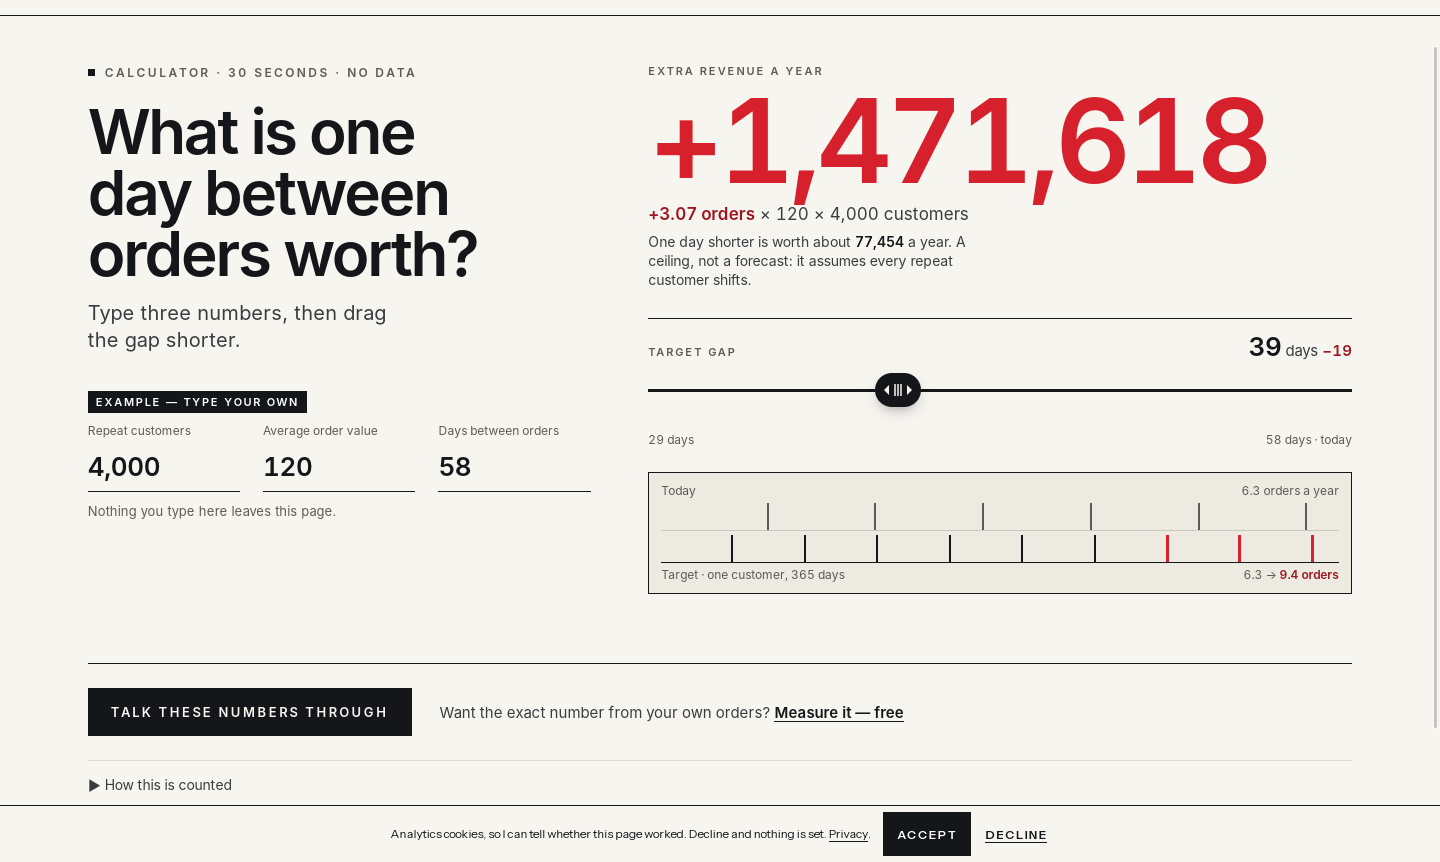 CALCULATOR · 30 SECONDS · NO DATA
What is one
day between
orders worth?
Type three numbers, then drag
the gap shorter.
EXAMPLE — TYPE YOUR OWN
Repeat customers
Average order value
Days between orders
4,000
120
58
Nothing you type here leaves this page.
EXTRA REVENUE A YEAR
+1,471,618
+3.07 orders × 120 × 4,000 customers
One day shorter is worth about 77,454 a year. A
ceiling, not a forecast: it assumes every repeat
customer shifts.
TARGET GAP
39 days −19
29 days
58 days · today
Today
6.3 orders a year
Target · one customer, 365 days
6.3 → 9.4 orders
TALK THESE NUMBERS THROUGH
Want the exact number from your own orders? Measure it — free
▶ How this is counted
Analytics cookies, so I can tell whether this page worked. Decline and nothing is set. Privacy.
ACCEPT
DECLINE